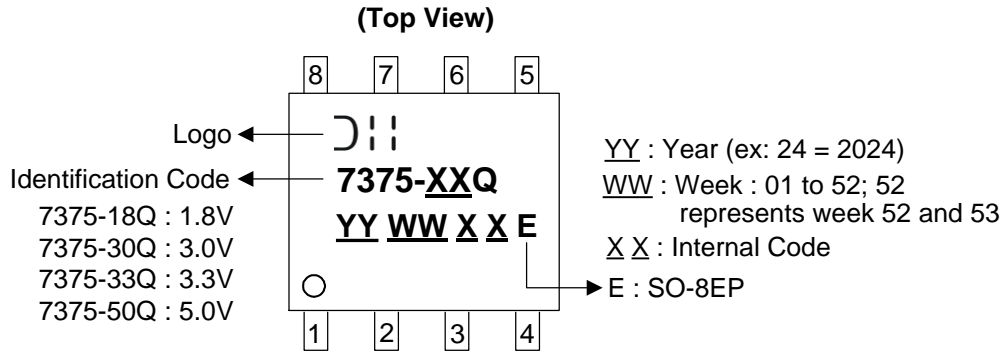 (Top View)
8 7 6 5
Logo
7375-XXQ
Identification Code
7375-18Q : 1.8V
7375-30Q : 3.0V
7375-33Q : 3.3V
7375-50Q : 5.0V
YY WW X X E
YY : Year (ex: 24 = 2024)
WW : Week : 01 to 52; 52
represents week 52 and 53
X X : Internal Code
E : SO-8EP
1 2 3 4